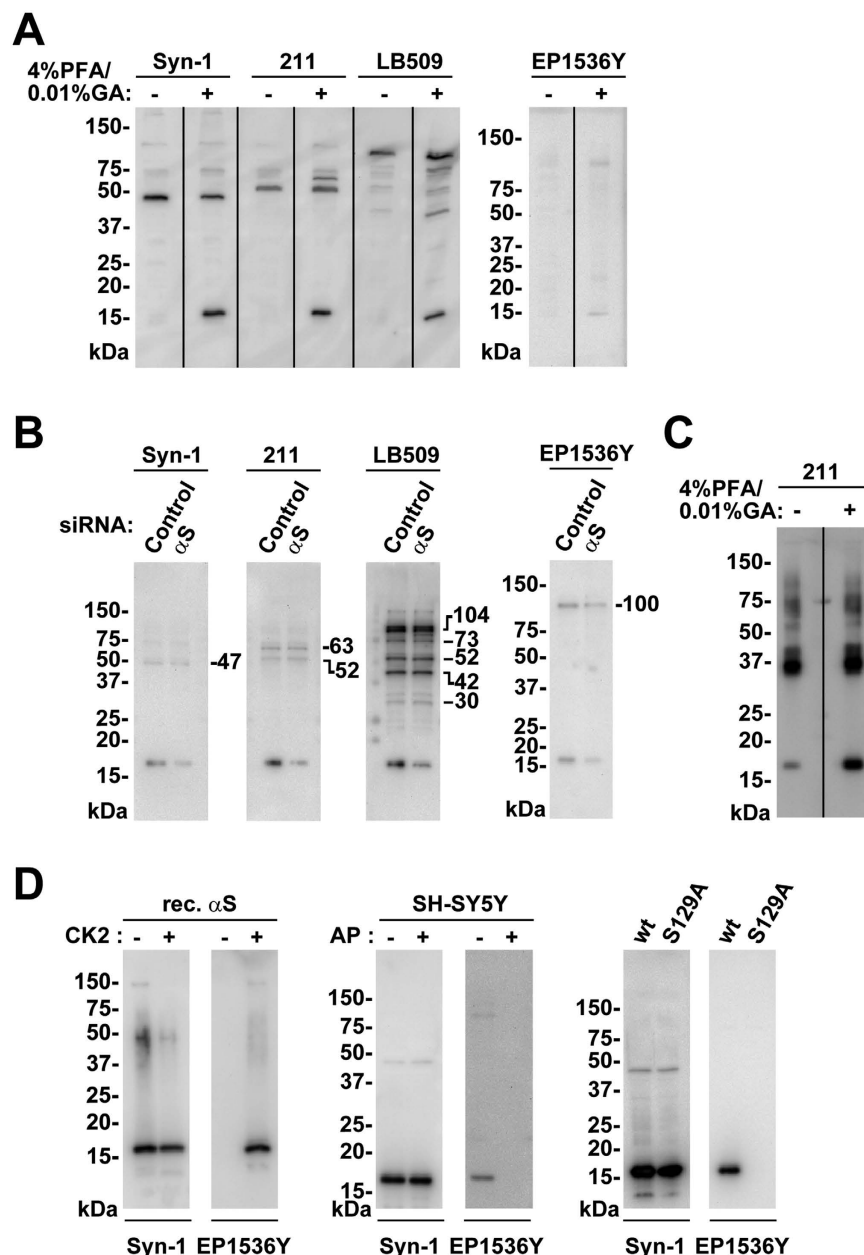 A
Syn-1 211 LB509 EP1536Y
4%PFA/
0.01%GA: - + - + - + - +
150-
75-
50-
37-
25-
20-
15-
kDa
150-
75-
50-
37-
25-
20-
15-
kDa
B
Syn-1 211 LB509 EP1536Y
siRNA: Control αS Control αS Control αS Control αS
150-
75-
50-
37-
25-
20-
15-
kDa
-47
-63
52
104
-73
-52
42
-30
150-
75-
50-
37-
25-
20-
15-
kDa
-100
C
211
4%PFA/
0.01%GA: - +
150-
75-
50-
37-
25-
20-
15-
kDa
D
rec. αS
CK2 : - + - +
150-
75-
50-
37-
25-
20-
15-
kDa
Syn-1 EP1536Y
SH-SY5Y
AP : - + - +
150-
75-
50-
37-
25-
20-
15-
kDa
Syn-1 EP1536Y
wt S129A wt S129A
150-
75-
50-
37-
25-
20-
15-
kDa
Syn-1 EP1536Y